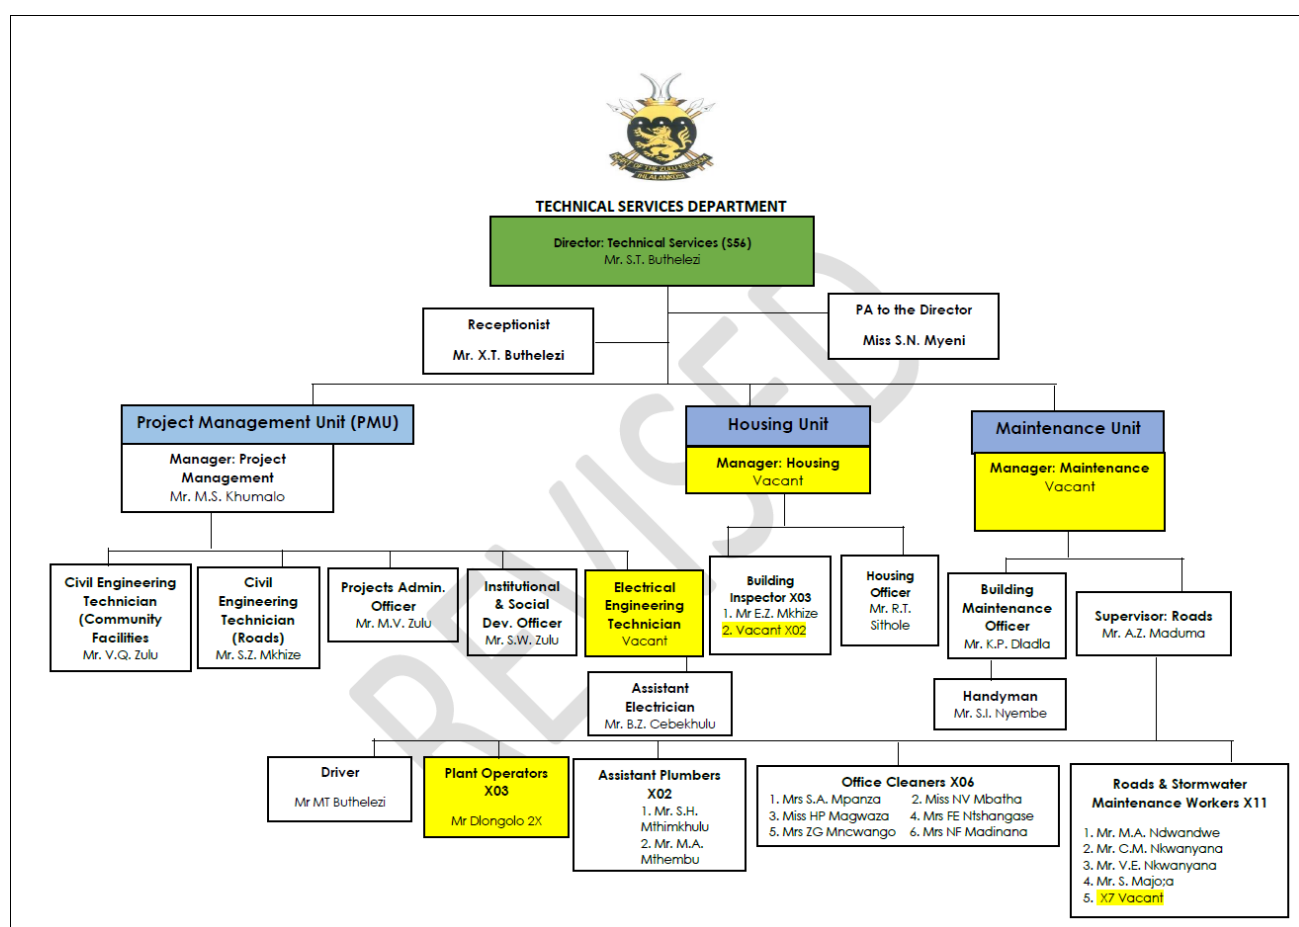 TECHNICAL SERVICES DEPARTMENT
Director: Technical Services (S56)
Mr. S.T. Buthelezi
Receptionist
Mr. X.T. Buthelezi
PA to the Director
Miss S.N. Myeni
Project Management Unit (PMU)
Manager: Project
Management
Mr. M.S. Khumalo
Housing Unit
Manager: Housing
Vacant
Maintenance Unit
Manager: Maintenance
Vacant
Civil Engineering
Technician
(Community
Facilities
Mr. V.Q. Zulu
Civil
Engineering
Technician
(Roads)
Mr. S.Z. Mkhize
Projects Admin.
Officer
Mr. M.V. Zulu
Institutional
& Social
Dev. Officer
Mr. S.W. Zulu
Electrical
Engineering
Technician
Vacant
Building
Inspector X03
1. Mr E.Z. Mkhize
2. Vacant X02
Housing
Officer
Mr. R.T.
Sithole
Building
Maintenance
Officer
Mr. K.P. Dladla
Supervisor: Roads
Mr. A.Z. Maduma
Assistant
Electrician
Mr. B.Z. Cebekhulu
Handyman
Mr. S.I. Nyembe
Driver
Mr MT Buthelezi
Plant Operators
X03
Mr Dlongolo 2X
Assistant Plumbers
X02
1. Mr. S.H.
Mthimkhulu
2. Mr. M.A.
Mthembu
Office Cleaners X06
1. Mrs S.A. Mpanza 2. Miss NV Mbatha
3. Miss HP Magwaza 4. Mrs FE Ntshangase
5. Mrs ZG Mncwango 6. Mrs NF Madinana
Roads & Stormwater
Maintenance Workers X11
1. Mr. M.A. Ndwandwe
2. Mr. C.M. Nkwanyana
3. Mr. V.E. Nkwanyana
4. Mr. S. Majo;a
5. X7 Vacant
REVISED